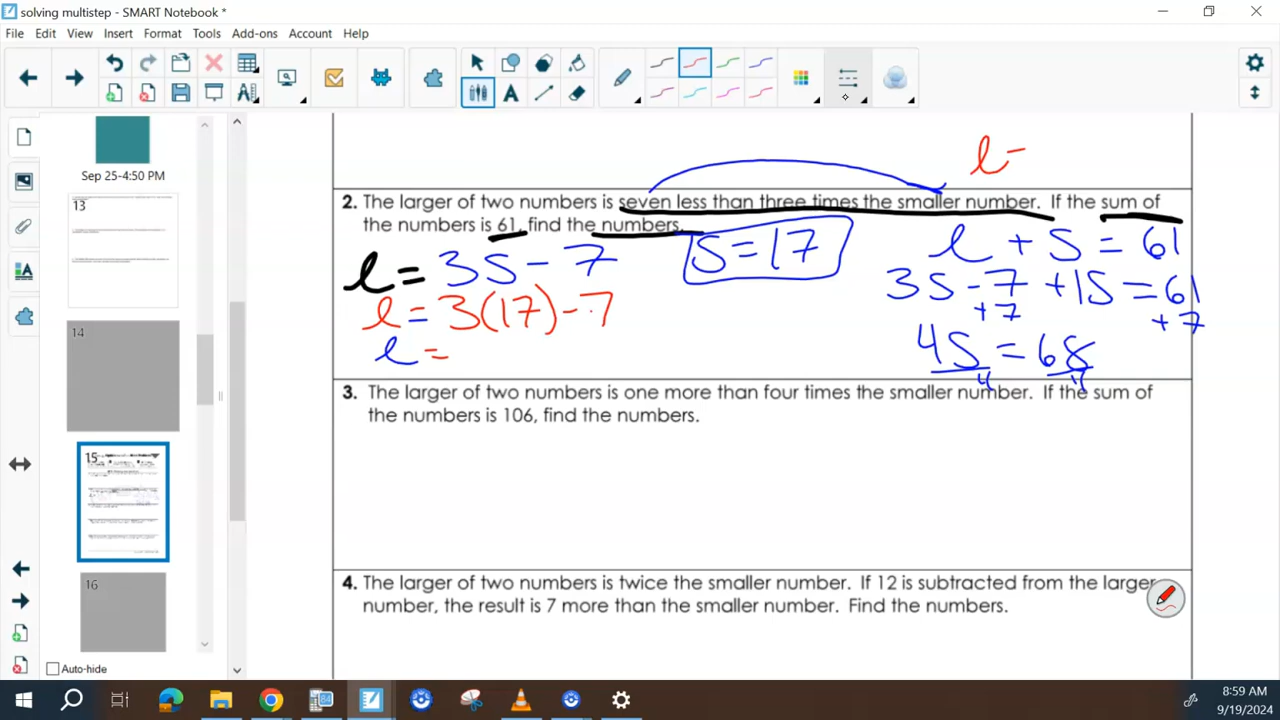 solving multistep - SMART Notebook *
File Edit View Insert Format Tools Add-ons Account Help
Sep 25-4:50 PM
13
14
15
16
Auto-hide
l -
2. The larger of two numbers is seven less than three times the smaller number. If the sum of
the numbers is 61, find the numbers.
l = 3S - 7
l = 3(17) - 7
l =
S = 17
l + S = 61
3S - 7 + 1S = 61
+ 7 + 7
4S = 68
4 4
3. The larger of two numbers is one more than four times the smaller number. If the sum of
the numbers is 106, find the numbers.
4. The larger of two numbers is twice the smaller number. If 12 is subtracted from the larger
number, the result is 7 more than the smaller number. Find the numbers.
8:59 AM
9/19/2024